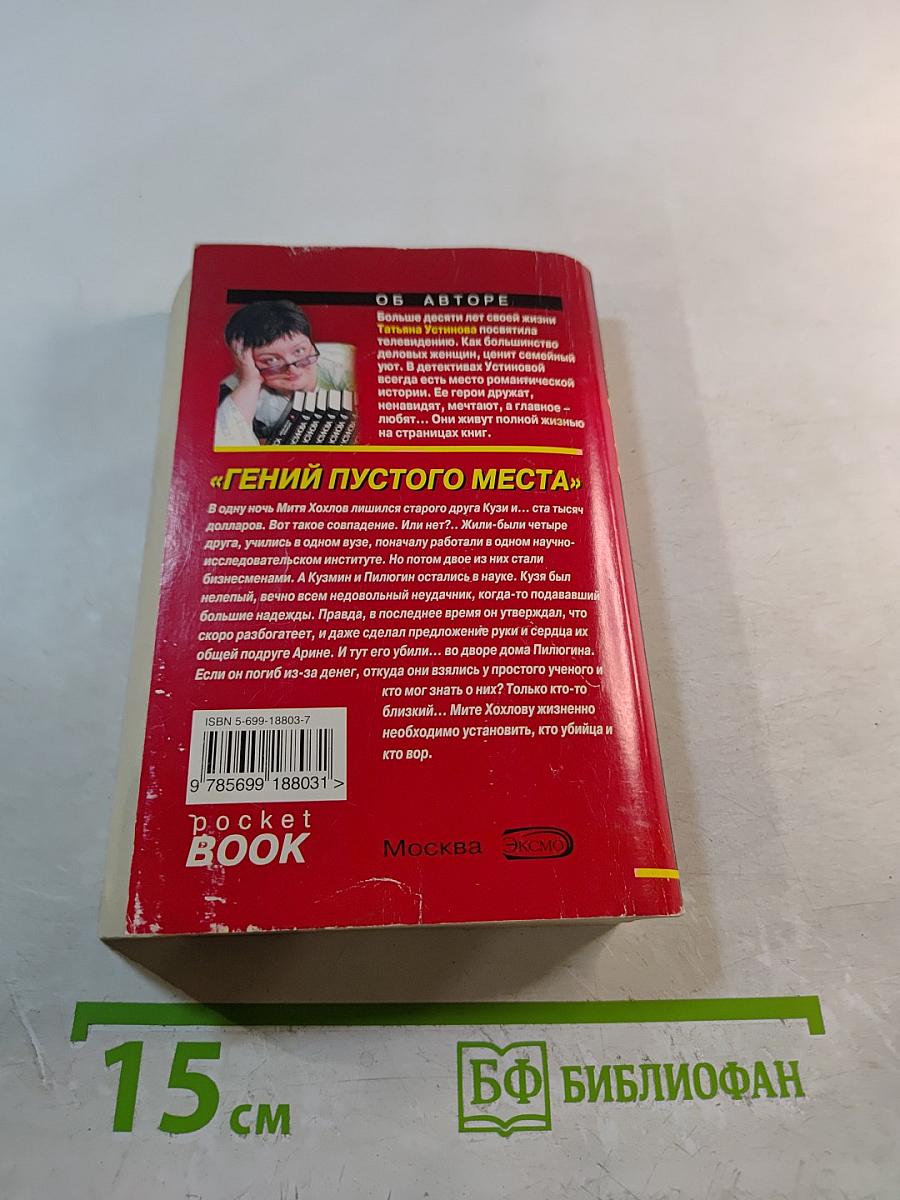 ОБ АВТОРЕ
Больше десяти лет своей жизни
Татьяна Устинова посвятила
телевидению. Как большинство
деловых женщин, ценит семейный
уют. В детективах Устиновой
всегда есть место романтической
истории. Ее герои дружат,
ненавидят, мечтают, а главное –
любят... Они живут полной жизнью
на страницах книг.
«ГЕНИЙ ПУСТОГО МЕСТА»
В одну ночь Митя Хохлов лишился старого друга Кузи и... ста тысяч
долларов. Вот такое совпадение. Или нет?.. Жили-были четыре
друга, учились в одном вузе, поначалу работали в одном научно-
исследовательском институте. Но потом двое из них стали
бизнесменами. А Кузмин и Пилюгин остались в науке. Кузя был
нелепый, вечно всем недовольный неудачник, когда-то подававший
большие надежды. Правда, в последнее время он утверждал, что
скоро разбогатеет, и даже сделал предложение руки и сердца их
общей подруге Арине. И тут его убили... во дворе дома Пилюгина.
Если он погиб из-за денег, откуда они взялись у простого ученого и
кто мог знать о них? Только кто-то
близкий... Мите Хохлову жизненно
необходимо установить, кто убийца и
кто вор.
ISBN 5-699-18803-7
9 785699 188031 >
pocket
BOOK
Москва ЭКСМО
15 см
БФ БИБЛИОФАН